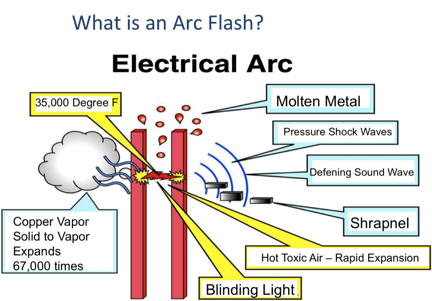 What is an Arc Flash?
Electrical Arc
35,000 Degree F
Molten Metal
Pressure Shock Waves
Defening Sound Wave
Shrapnel
Hot Toxic Air – Rapid Expansion
Blinding Light
Copper Vapor
Solid to Vapor
Expands
67,000 times